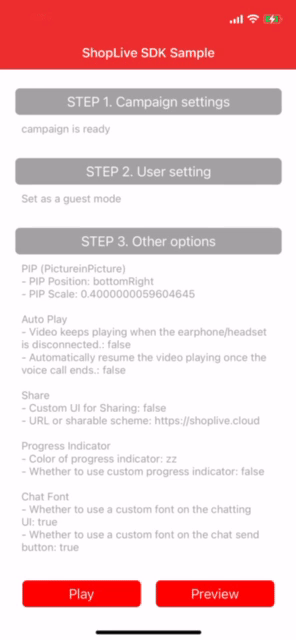 ShopLive SDK Sample
STEP 1. Campaign settings
campaign is ready
STEP 2. User setting
Set as a guest mode
STEP 3. Other options
PIP (PictureinPicture)
- PIP Position: bottomRight
- PIP Scale: 0.4000000059604645
Auto Play
- Video keeps playing when the earphone/headset
is disconnected.: false
- Automatically resume the video playing once the
voice call ends.: false
Share
- Custom UI for Sharing: false
- URL or sharable scheme: https://shoplive.cloud
Progress Indicator
- Color of progress indicator: zz
- Whether to use custom progress indicator: false
Chat Font
- Whether to use a custom font on the chatting
UI: true
- Whether to use a custom font on the chat send
button: true
Play
Preview